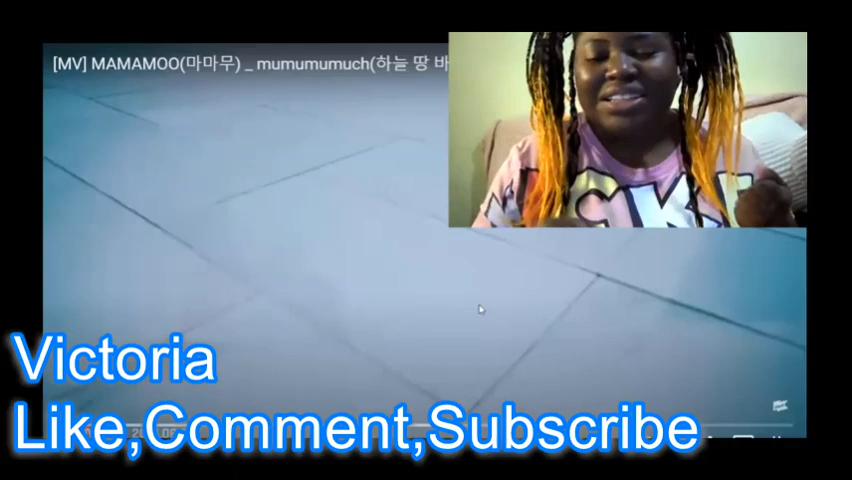 [MV] MAMAMOO(마마무) _ mumumumuch(하늘 땅 바
Victoria
Like,Comment,Subscribe